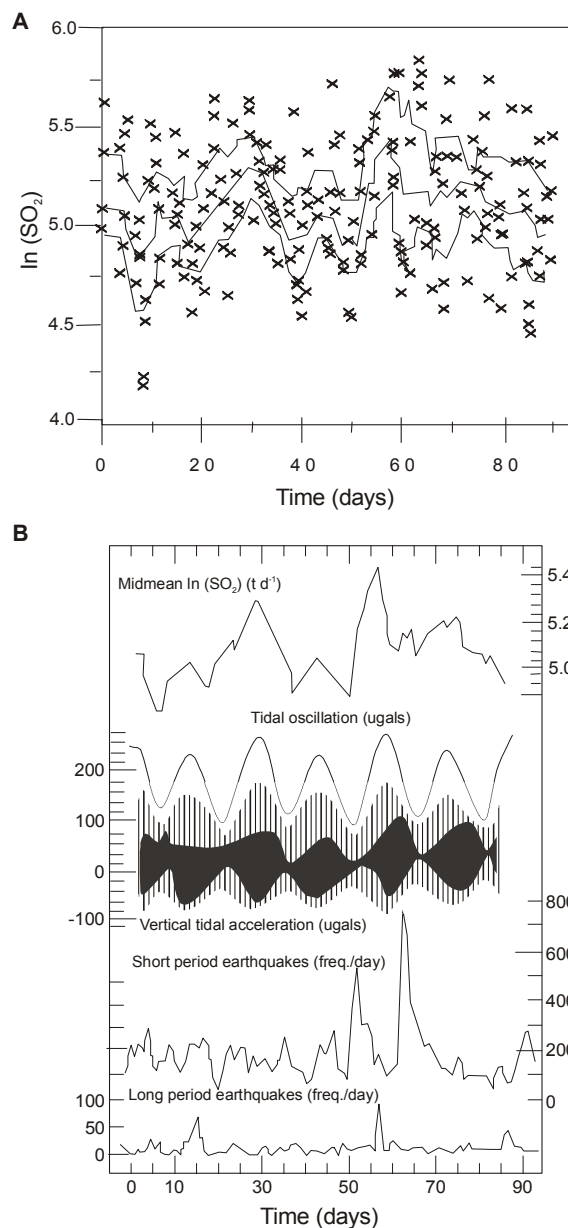 A
6.0
5.5
5.0
4.5
4.0
ln (SO₂)
0 20 40 60 80
Time (days)
B
Midmean ln (SO₂) (t d⁻¹)
5.4
5.2
5.0
Tidal oscillation (ugals)
200
100
0
-100
Vertical tidal acceleration (ugals)
800
Short period earthquakes (freq./day)
600
400
200
0
Long period earthquakes (freq./day)
100
50
0
0 10 30 50 70 90
Time (days)